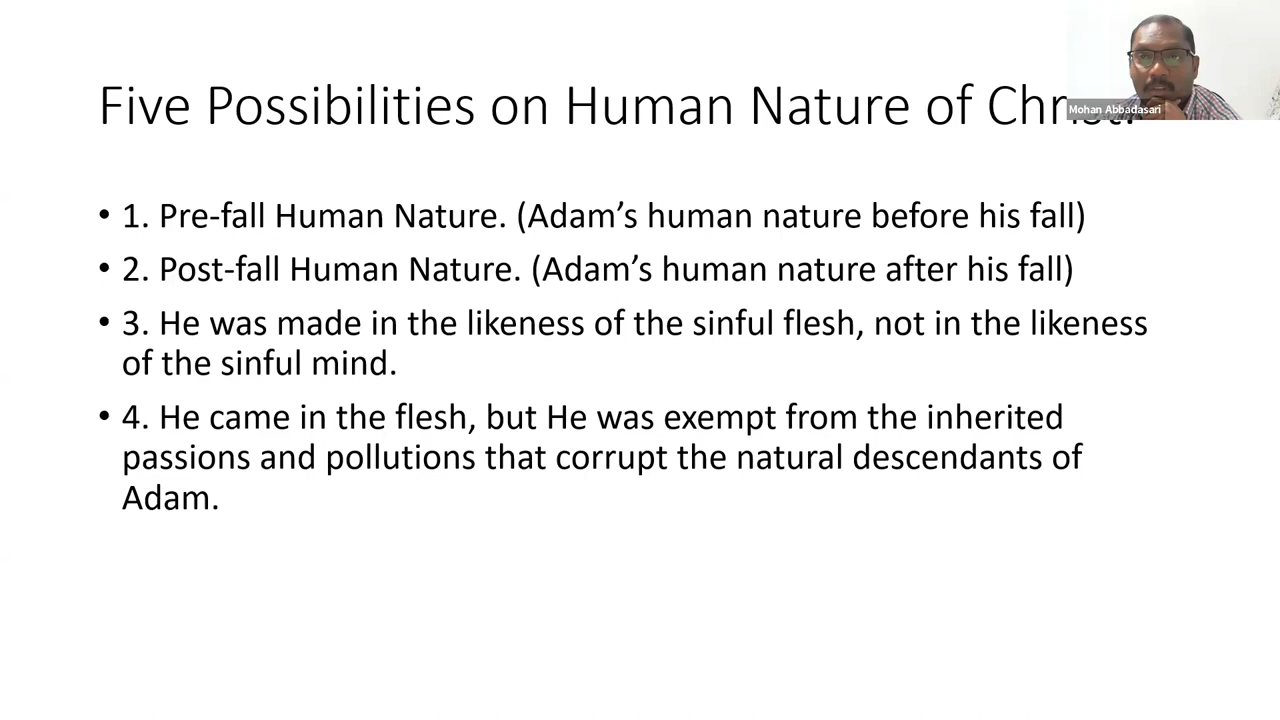 Five Possibilities on Human Nature of Christ.
Mohan Abbadasari
• 1. Pre-fall Human Nature. (Adam’s human nature before his fall)
• 2. Post-fall Human Nature. (Adam’s human nature after his fall)
• 3. He was made in the likeness of the sinful flesh, not in the likeness
of the sinful mind.
• 4. He came in the flesh, but He was exempt from the inherited
passions and pollutions that corrupt the natural descendants of
Adam.